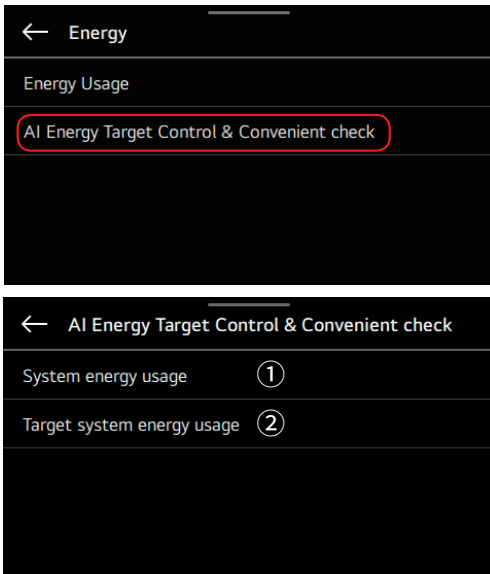 Energy
Energy Usage
AI Energy Target Control & Convenient check
AI Energy Target Control & Convenient check
System energy usage ①
Target system energy usage ②